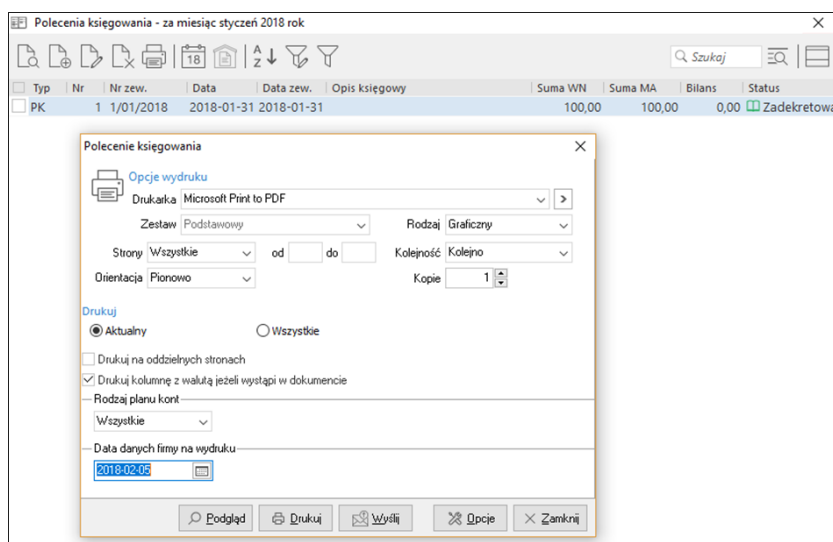 Polecenia księgowania - za miesiąc styczeń 2018 rok
18
A
Z
Szukaj
Typ Nr Nr zew. Data Data zew. Opis księgowy Suma WN Suma MA Bilans Status
PK 1 1/01/2018 2018-01-31 2018-01-31 100,00 100,00 0,00 Zadekretowa
Polecenie księgowania
Opcje wydruku
Drukarka Microsoft Print to PDF
Zestaw Podstawowy Rodzaj Graficzny
Strony Wszystkie od do Kolejność Kolejno
Orientacja Pionowo Kopie 1
Drukuj
Aktualny Wszystkie
Drukuj na oddzielnych stronach
Drukuj kolumnę z walutą jeżeli wystąpi w dokumencie
Rodzaj planu kont
Wszystkie
Data danych firmy na wydruku
2018-02-05
Podgląd Drukuj Wyślij Opcje Zamknij